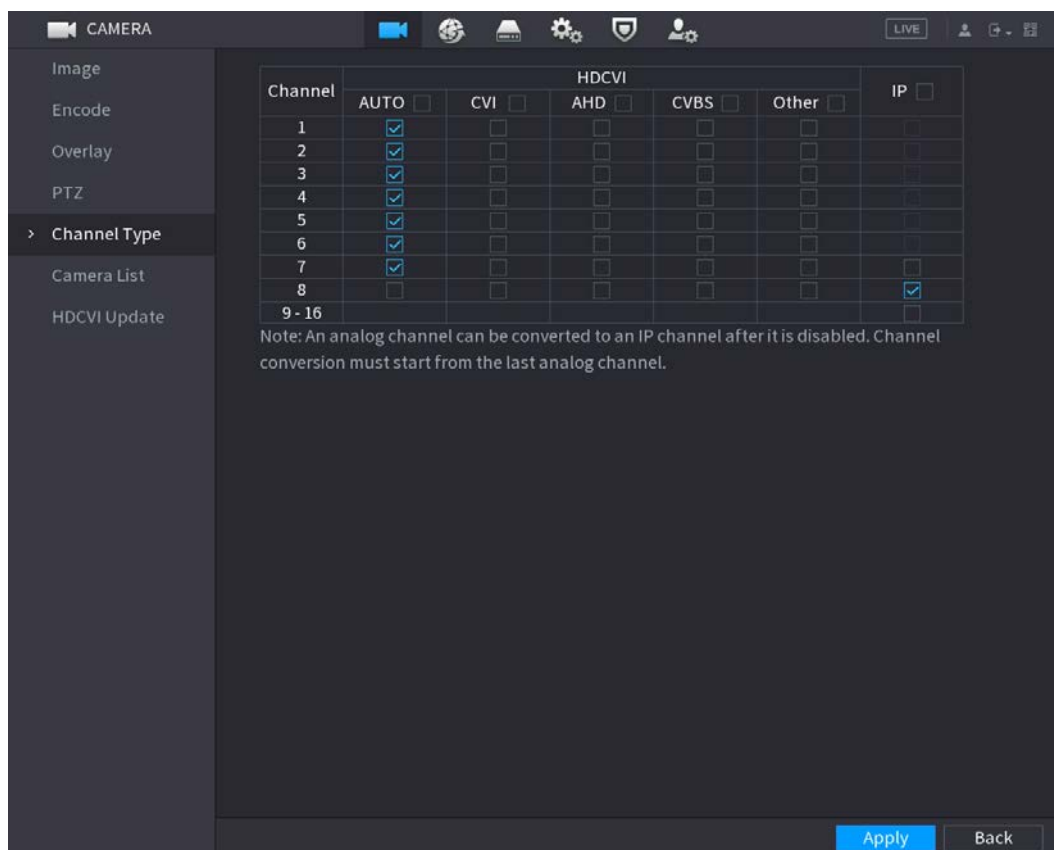 CAMERA
LIVE
Image
Encode
Overlay
PTZ
> Channel Type
Camera List
HDCVI Update
Channel HDCVI IP
AUTO CVI AHD CVBS Other
1
2
3
4
5
6
7
8
9 - 16
Note: An analog channel can be converted to an IP channel after it is disabled. Channel
conversion must start from the last analog channel.
Apply Back